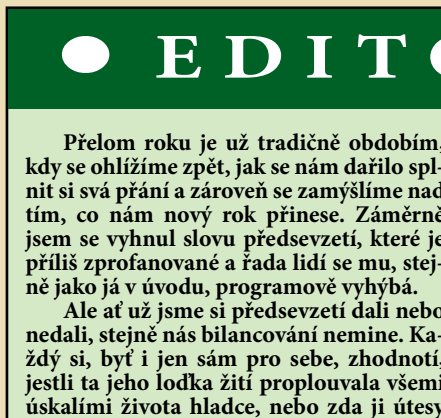 EDIT
Přelom roku je už tradičně obdobím,
kdy se ohlížíme zpět, jak se nám dařilo spl-
nit si svá přání a zároveň se zamýšlíme nad
tím, co nám nový rok přinese. Záměrně
jsem se vyhnul slovu předsevzetí, které je
příliš zprofanované a řada lidí se mu, stej-
ně jako já v úvodu, programově vyhýbá.
Ale ať už jsme si předsevzetí dali nebo
nedali, stejně nás bilancování nemine. Ka-
ždý si, byť i jen sám pro sebe, zhodnotí,
jestli ta jeho loďka žití proplouvala všemi
úskalími života hladce, nebo zda ji útesy